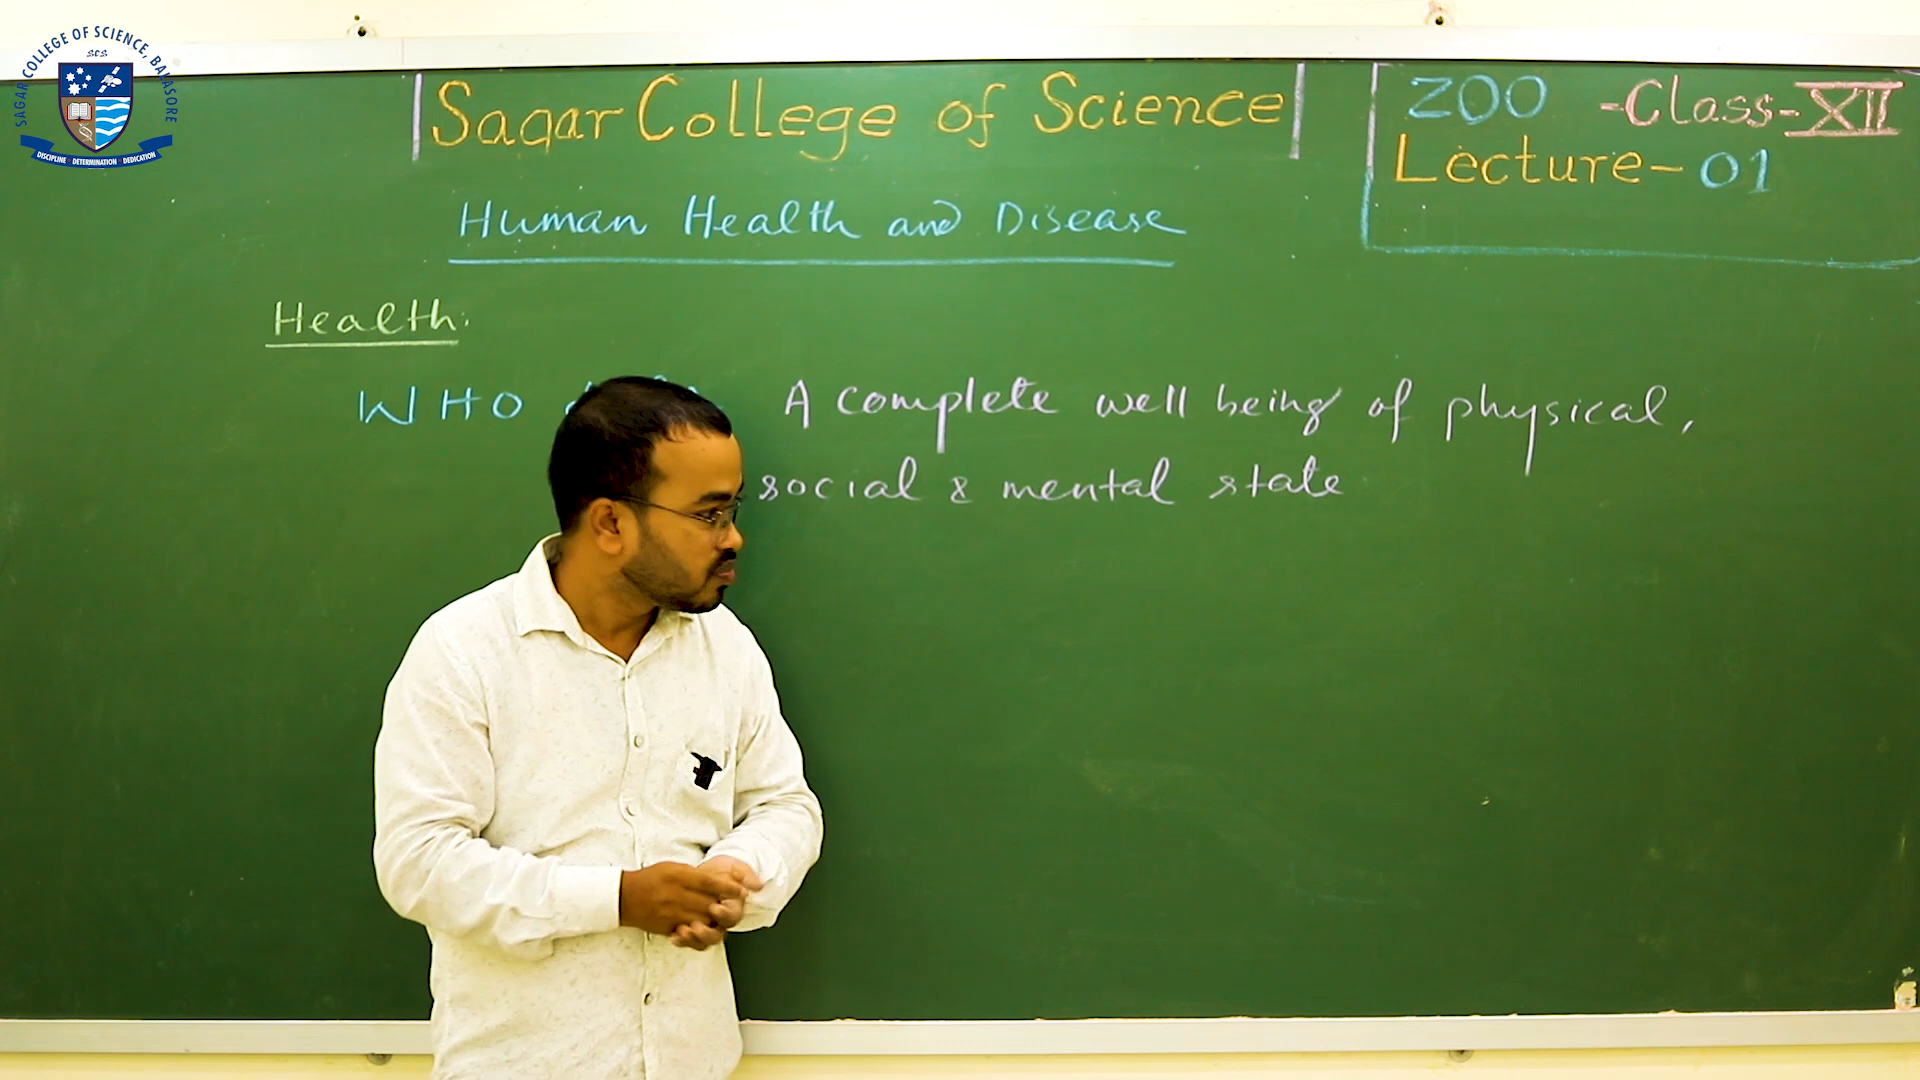 SAGAR COLLEGE OF SCIENCE, BALASORE
SCS
DISCIPLINE DETERMINATION DEDICATION
Sagar College of Science
ZOO -Class-XII
Lecture-01
Human Health and Disease
Health:
WHO A complete well being of physical,
social & mental state